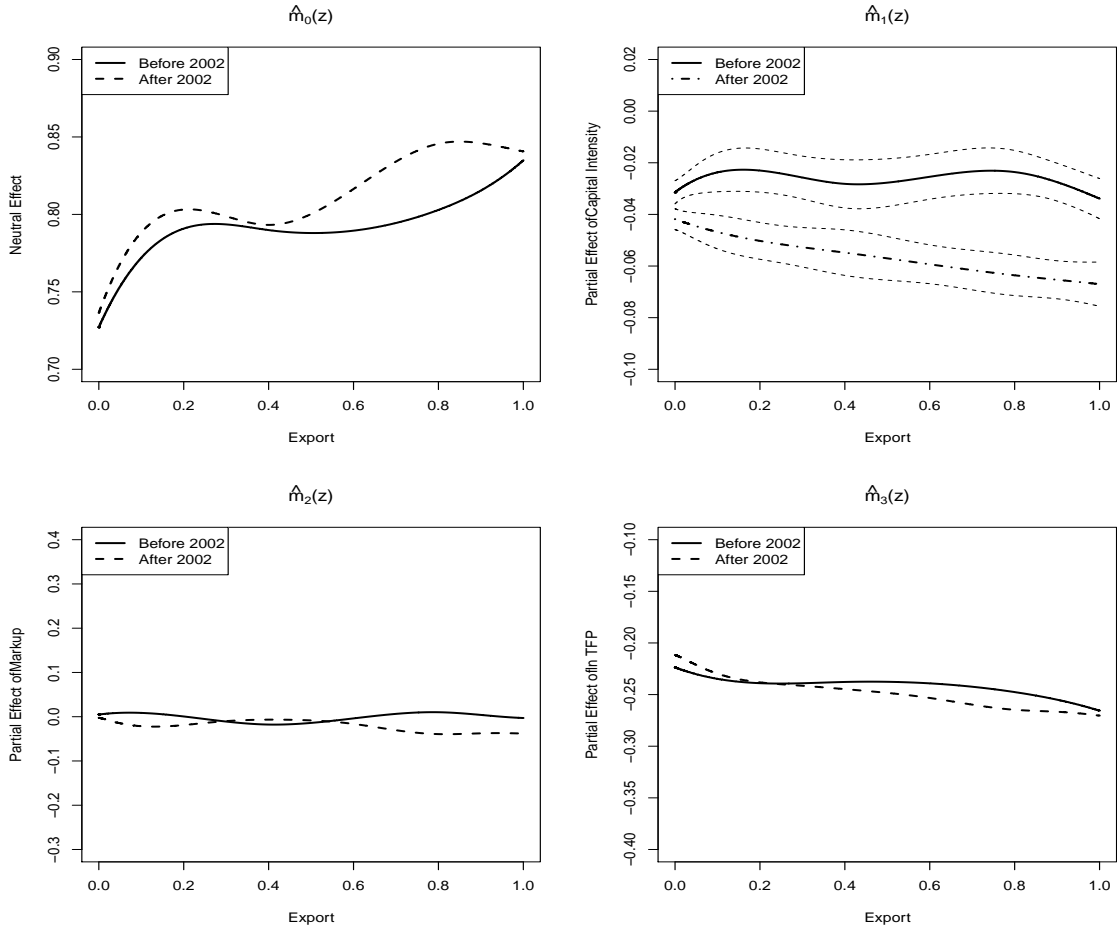 m̂₀(z)
Neutral Effect
0.90
0.85
0.80
0.75
0.70
Before 2002
After 2002
0.0 0.2 0.4 0.6 0.8 1.0
Export
m̂₁(z)
Partial Effect ofCapital Intensity
0.02
0.00
−0.02
−0.04
−0.06
−0.08
−0.10
Before 2002
After 2002
0.0 0.2 0.4 0.6 0.8 1.0
Export
m̂₂(z)
Partial Effect ofMarkup
0.4
0.3
0.2
0.1
0.0
−0.1
−0.2
−0.3
Before 2002
After 2002
0.0 0.2 0.4 0.6 0.8 1.0
Export
m̂₃(z)
Partial Effect ofln TFP
−0.10
−0.15
−0.20
−0.25
−0.30
−0.35
−0.40
Before 2002
After 2002
0.0 0.2 0.4 0.6 0.8 1.0
Export